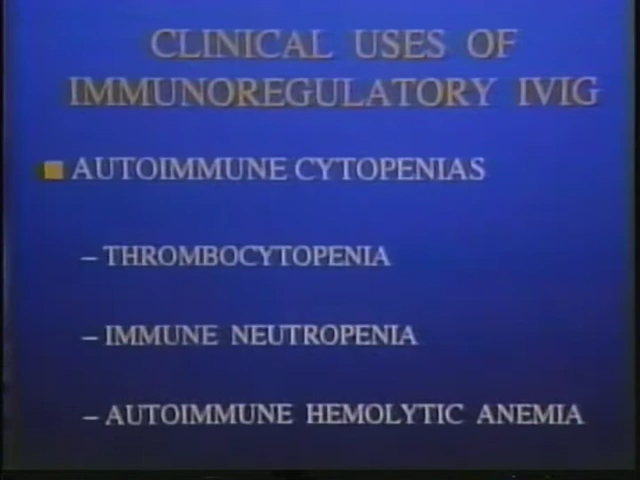 CLINICAL USES OF
IMMUNOREGULATORY IVIG
AUTOIMMUNE CYTOPENIAS
– THROMBOCYTOPENIA
– IMMUNE NEUTROPENIA
– AUTOIMMUNE HEMOLYTIC ANEMIA